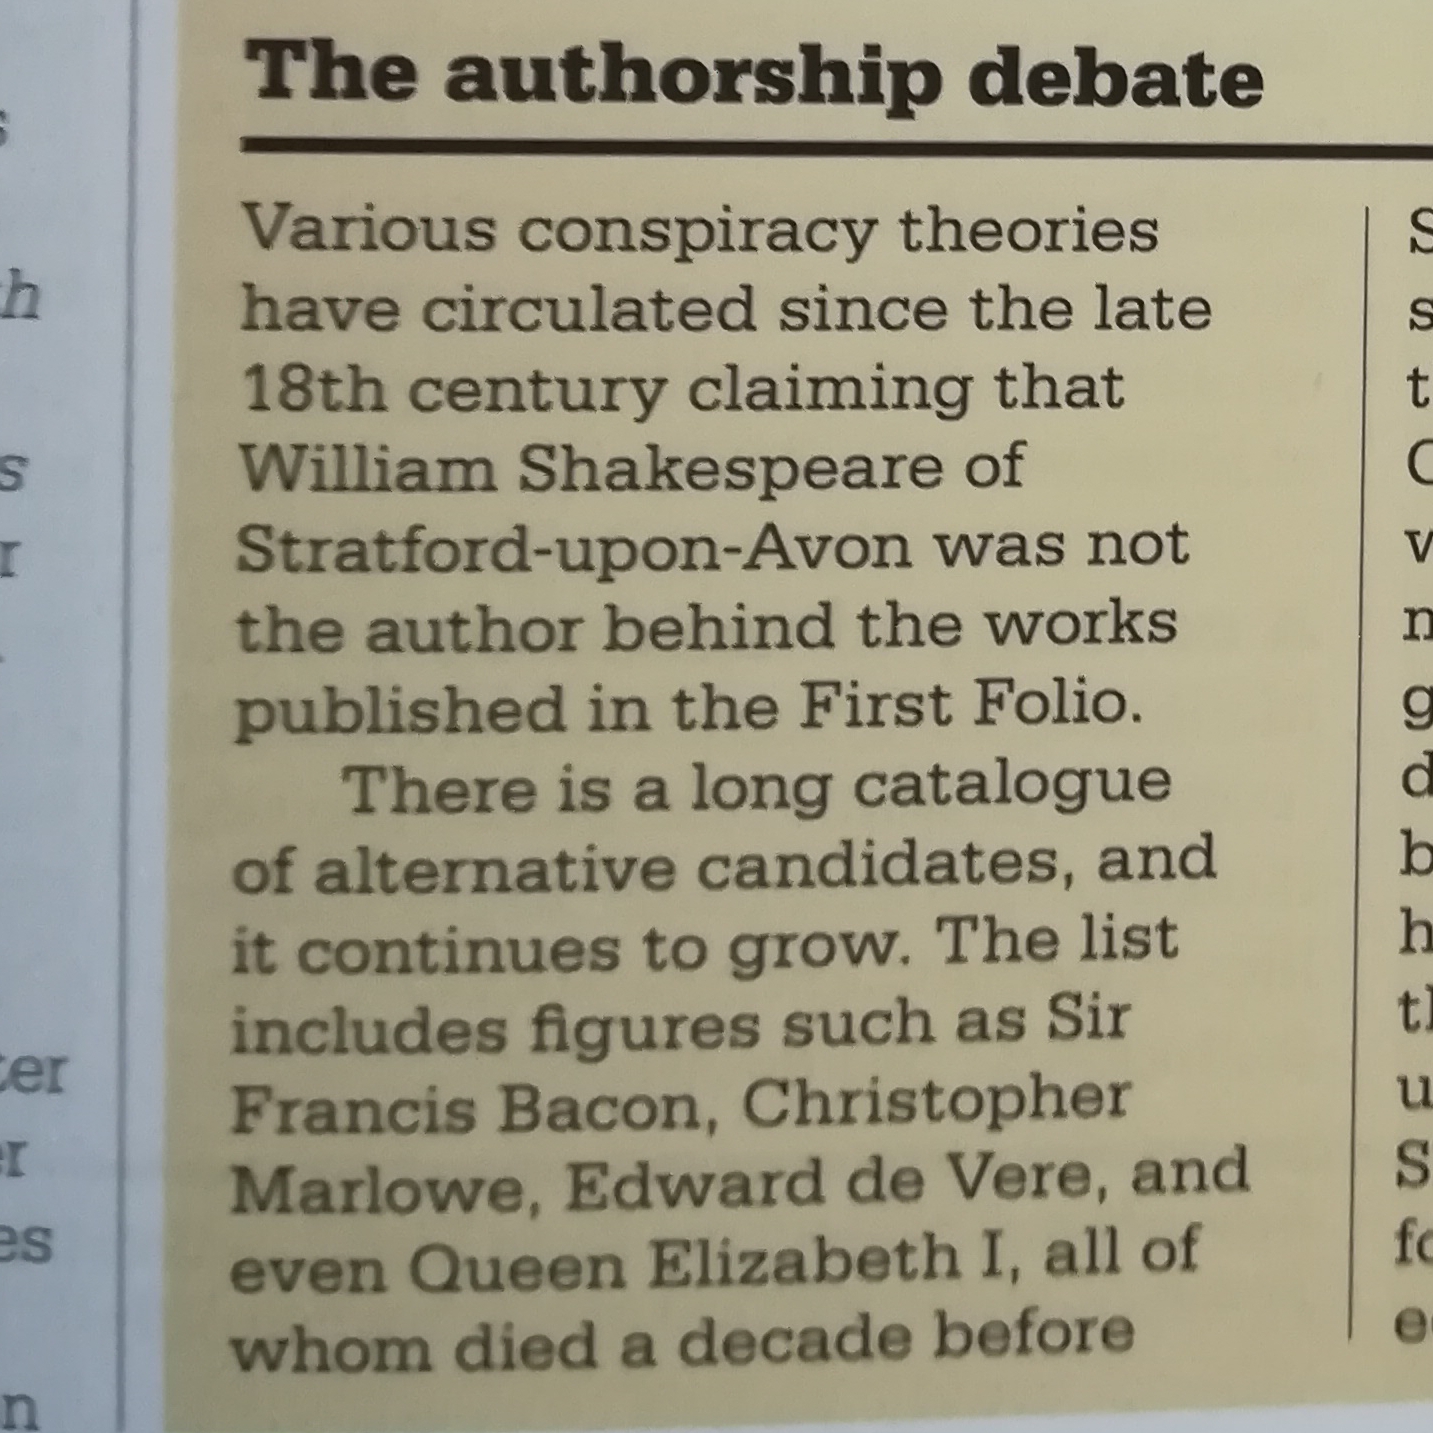 The authorship debate
Various conspiracy theories
have circulated since the late
18th century claiming that
William Shakespeare of
Stratford-upon-Avon was not
the author behind the works
published in the First Folio.
There is a long catalogue
of alternative candidates, and
it continues to grow. The list
includes figures such as Sir
Francis Bacon, Christopher
Marlowe, Edward de Vere, and
even Queen Elizabeth I, all of
whom died a decade before